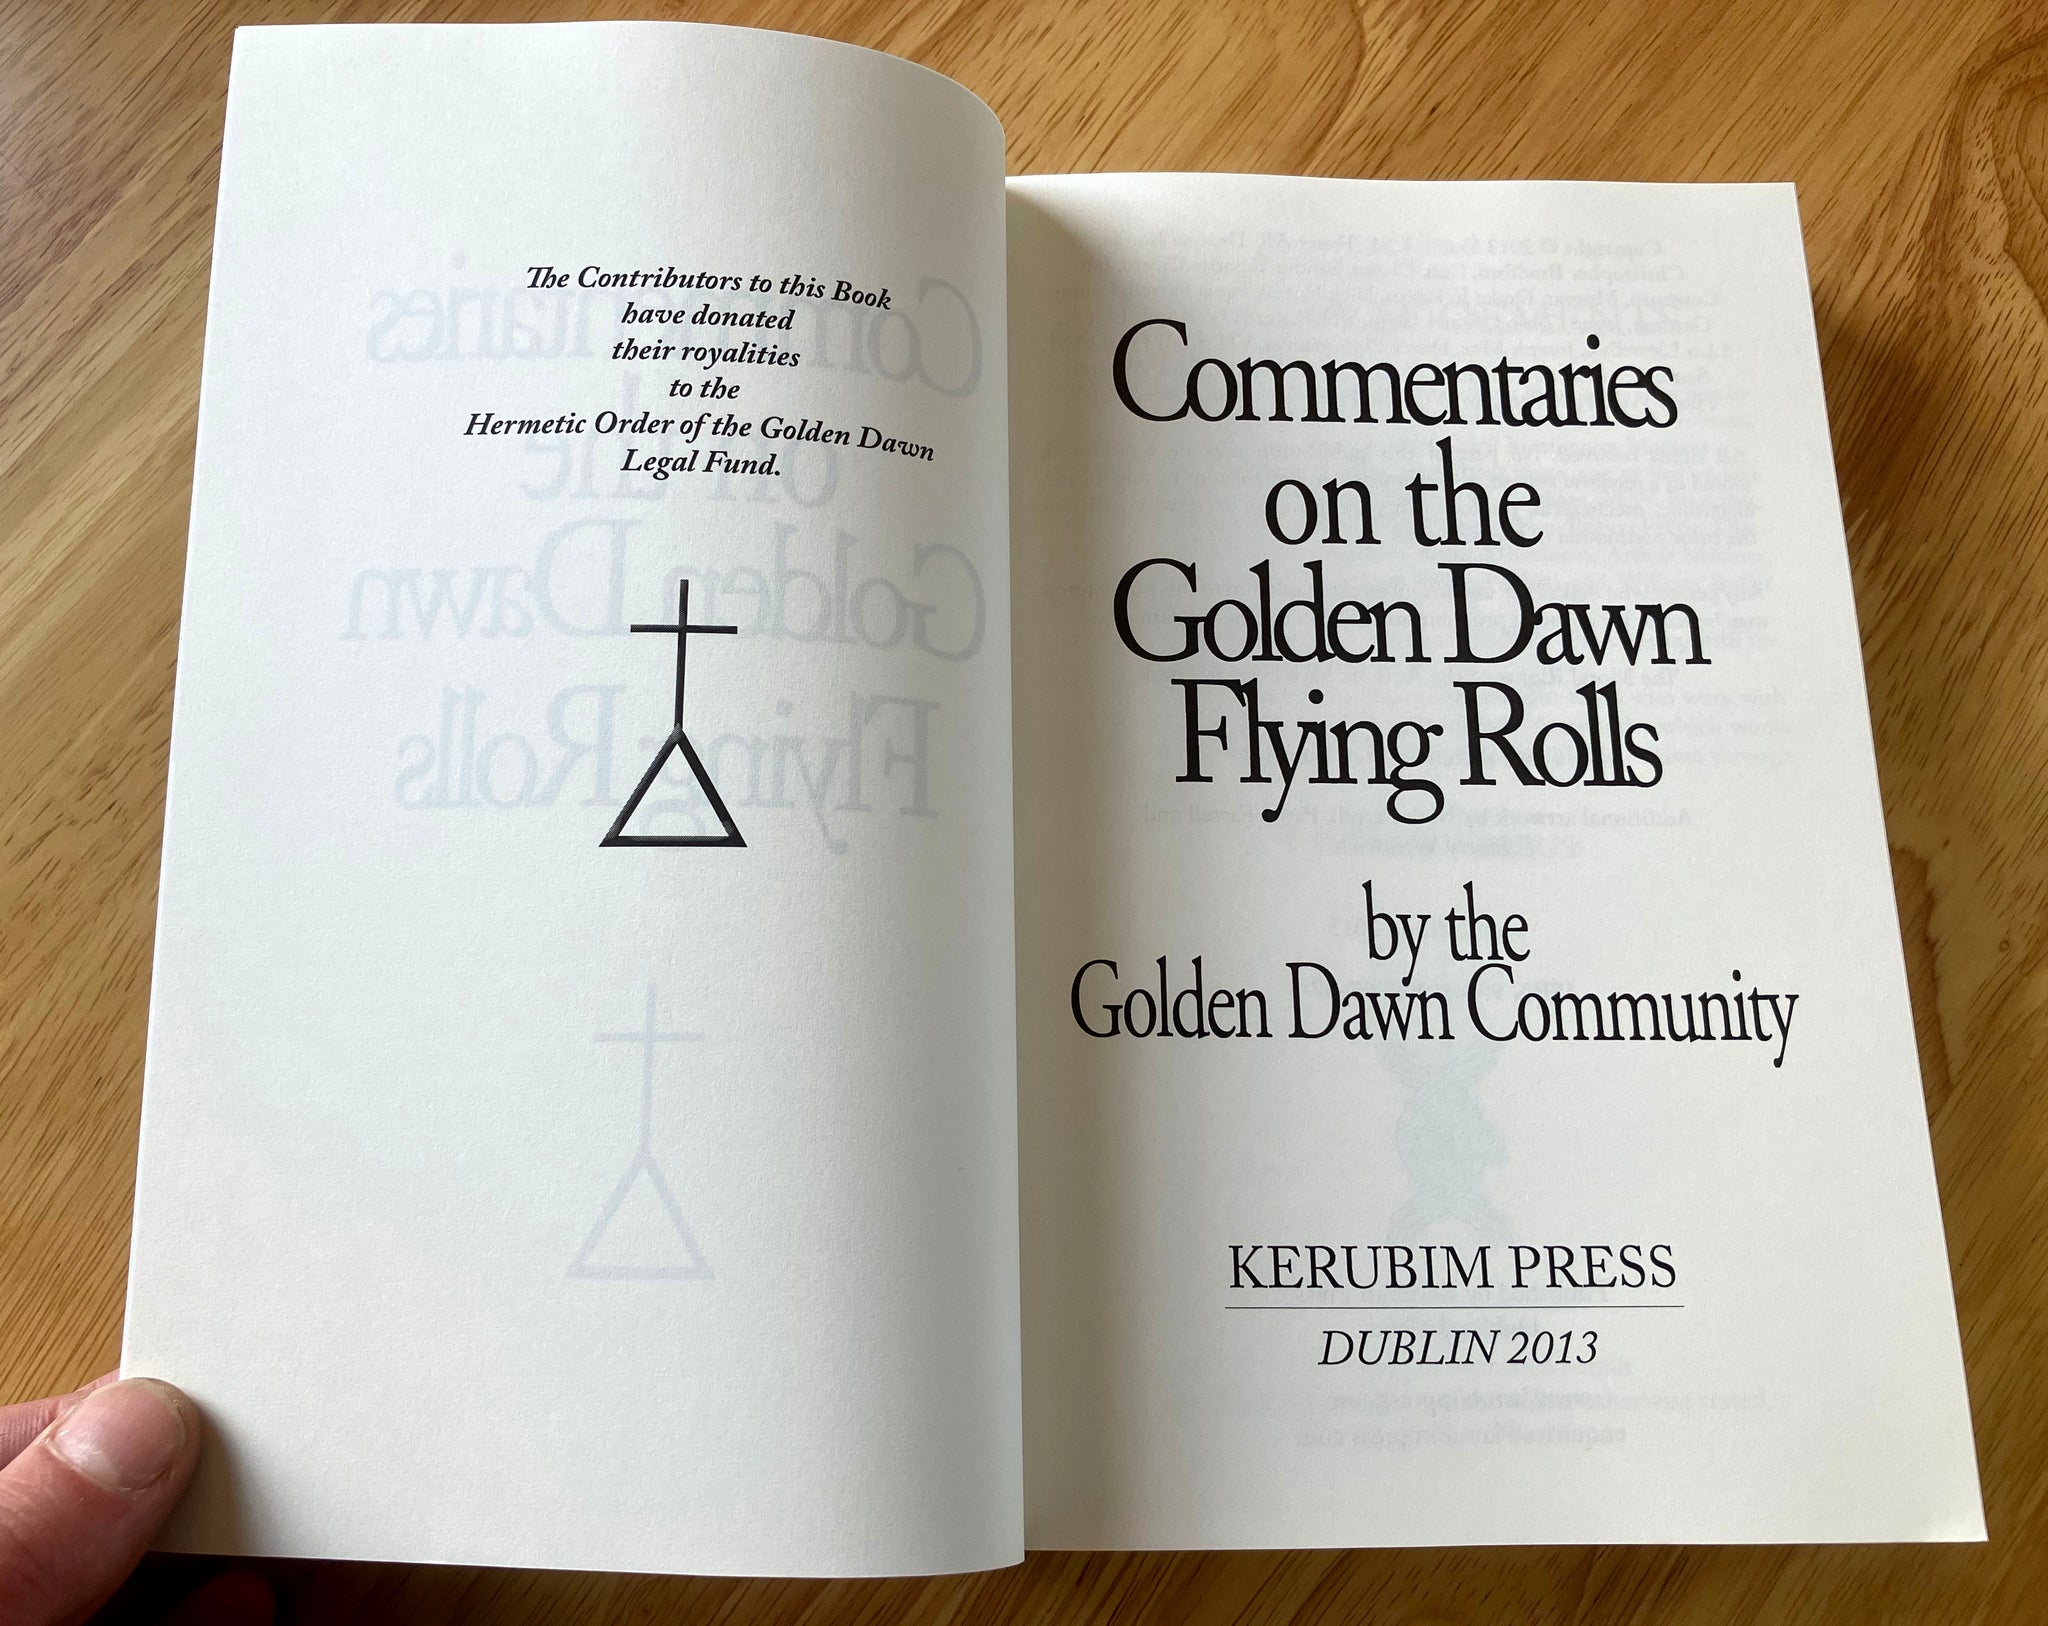 The Contributors to this Book
have donated
their royalities
to the
Hermetic Order of the Golden Dawn
Legal Fund.
Commentaries
on the
Golden Dawn
Flying Rolls
by the
Golden Dawn Community
KERUBIM PRESS
DUBLIN 2013